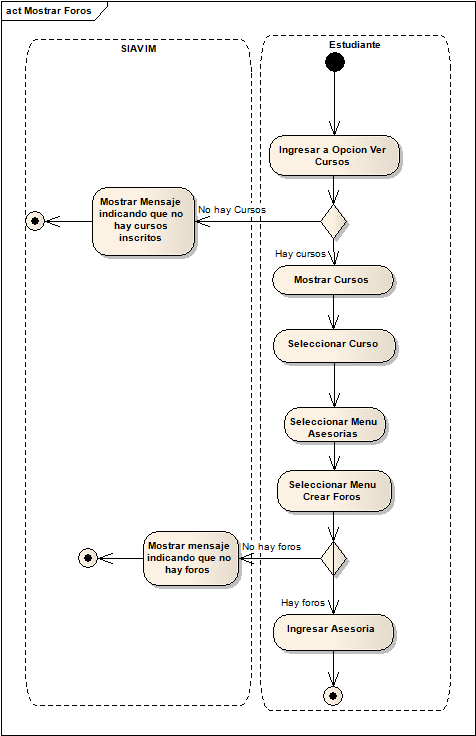 act Mostrar Foros
SIAVIM
Estudiante
Ingresar a Opcion Ver
Cursos
Mostrar Mensaje
indicando que no
hay cursos
inscritos
No hay Cursos
Hay cursos
Mostrar Cursos
Seleccionar Curso
Seleccionar Menu
Asesorias
Seleccionar Menu
Crear Foros
Mostrar mensaje
indicando que no
hay foros
No hay foros
Hay foros
Ingresar Asesoria